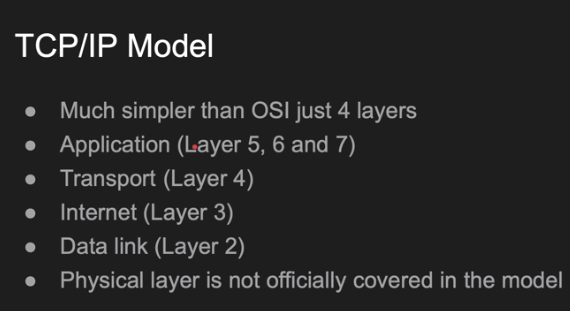 TCP/IP Model
● Much simpler than OSI just 4 layers
● Application (Layer 5, 6 and 7)
● Transport (Layer 4)
● Internet (Layer 3)
● Data link (Layer 2)
● Physical layer is not officially covered in the model